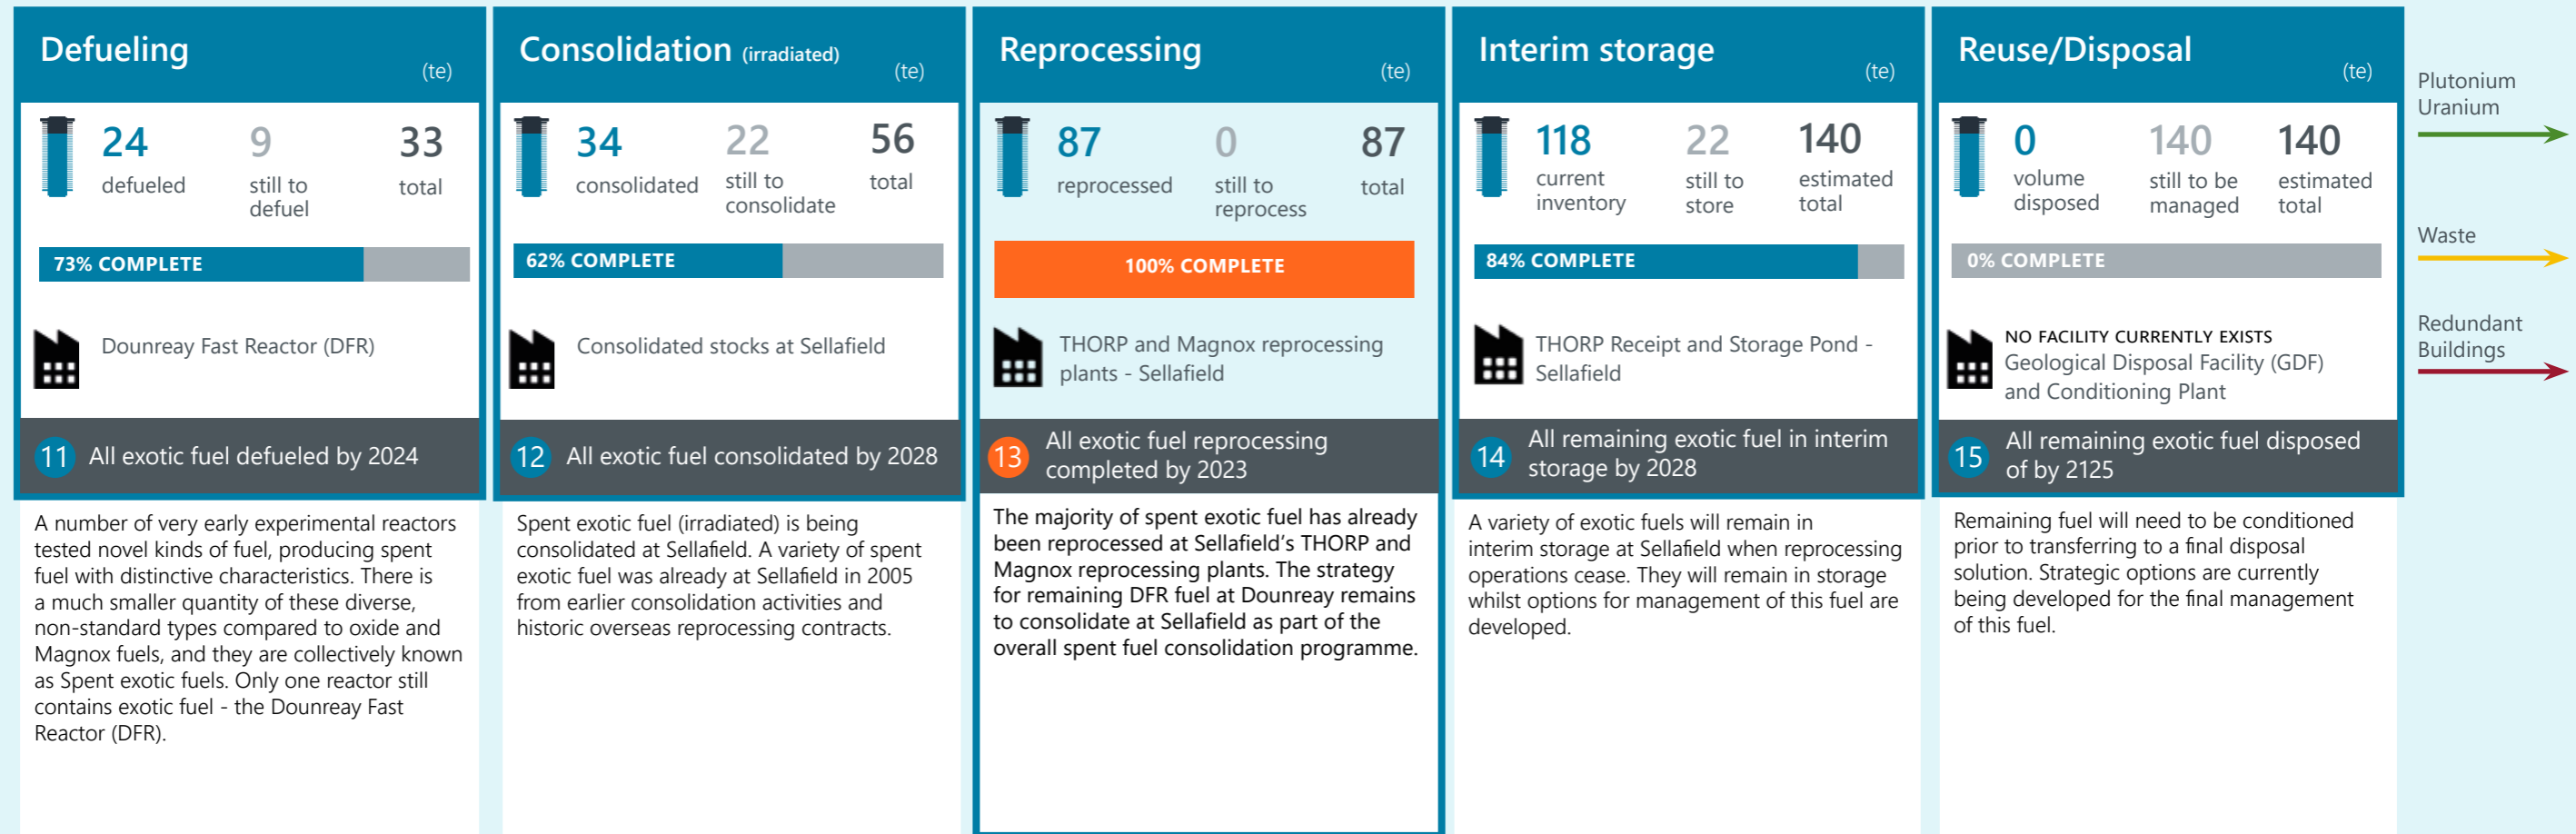 Defueling
(te)
24
9
33
defueled
still to
defuel
total
73% COMPLETE
Dounreay Fast Reactor (DFR)
11 All exotic fuel defueled by 2024
A number of very early experimental reactors
tested novel kinds of fuel, producing spent
fuel with distinctive characteristics. There is
a much smaller quantity of these diverse,
non-standard types compared to oxide and
Magnox fuels, and they are collectively known
as Spent exotic fuels. Only one reactor still
contains exotic fuel - the Dounreay Fast
Reactor (DFR).
Consolidation (irradiated)
(te)
34
22
56
consolidated
still to
consolidate
total
62% COMPLETE
Consolidated stocks at Sellafield
12 All exotic fuel consolidated by 2028
Spent exotic fuel (irradiated) is being
consolidated at Sellafield. A variety of spent
exotic fuel was already at Sellafield in 2005
from earlier consolidation activities and
historic overseas reprocessing contracts.
Reprocessing
(te)
87
0
87
reprocessed
still to
reprocess
total
100% COMPLETE
THORP and Magnox reprocessing
plants - Sellafield
13
All exotic fuel reprocessing
completed by 2023
The majority of spent exotic fuel has already
been reprocessed at Sellafield’s THORP and
Magnox reprocessing plants. The strategy
for remaining DFR fuel at Dounreay remains
to consolidate at Sellafield as part of the
overall spent fuel consolidation programme.
Interim storage
(te)
118
22
140
current
inventory
still to
store
estimated
total
84% COMPLETE
THORP Receipt and Storage Pond -
Sellafield
14
All remaining exotic fuel in interim
storage by 2028
A variety of exotic fuels will remain in
interim storage at Sellafield when reprocessing
operations cease. They will remain in storage
whilst options for management of this fuel are
developed.
Reuse/Disposal
(te)
0
140
140
volume
disposed
still to be
managed
estimated
total
0% COMPLETE
NO FACILITY CURRENTLY EXISTS
Geological Disposal Facility (GDF)
and Conditioning Plant
15
All remaining exotic fuel disposed
of by 2125
Remaining fuel will need to be conditioned
prior to transferring to a final disposal
solution. Strategic options are currently
being developed for the final management
of this fuel.
Plutonium
Uranium
Waste
Redundant
Buildings